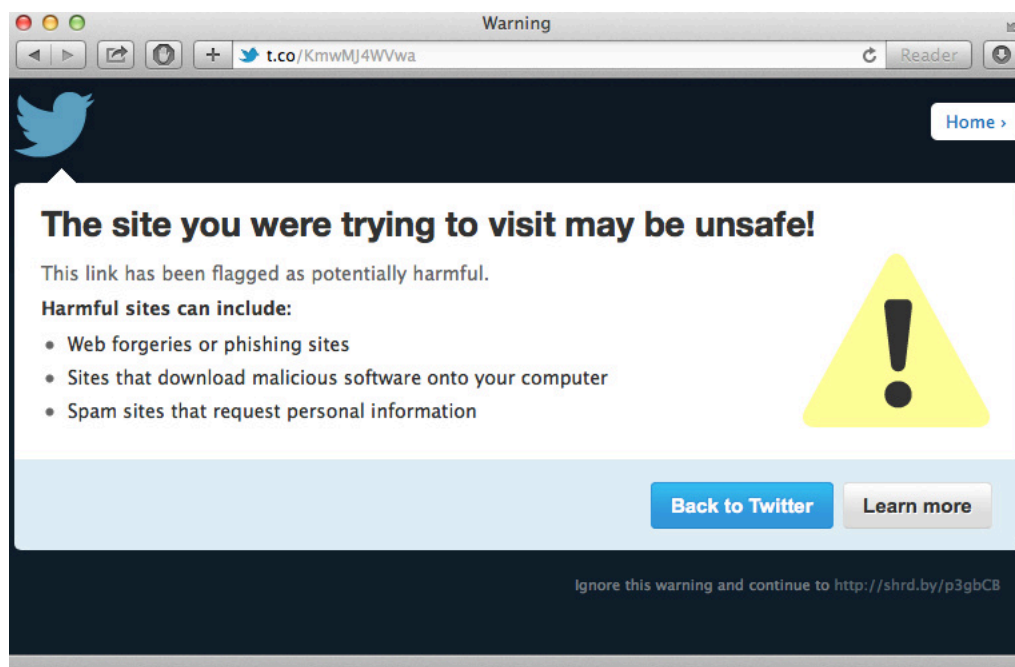 Warning
t.co/KmwMJ4WVwa
Reader
Home ›
The site you were trying to visit may be unsafe!
This link has been flagged as potentially harmful.
Harmful sites can include:
• Web forgeries or phishing sites
• Sites that download malicious software onto your computer
• Spam sites that request personal information
Back to Twitter
Learn more
Ignore this warning and continue to http://shrd.by/p3gbCB